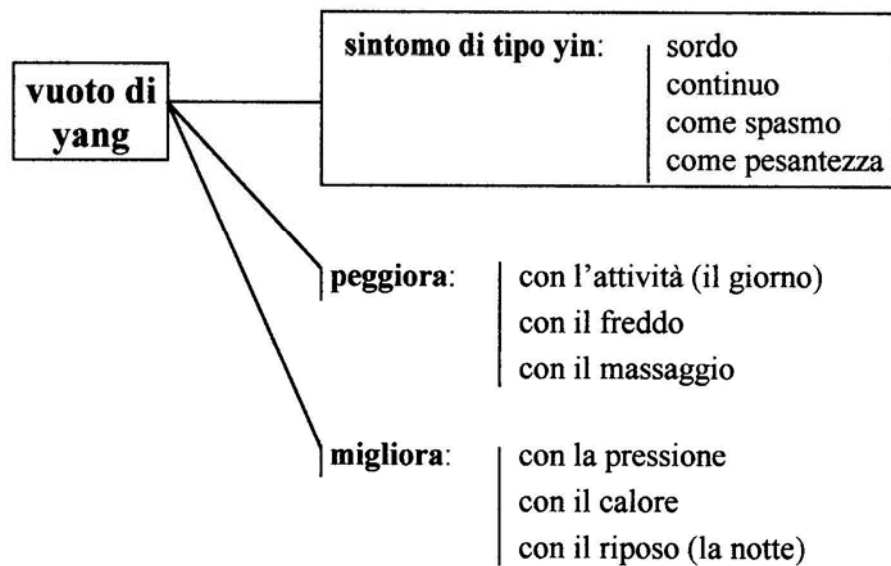 vuoto di
yang
sintomo di tipo yin: sordo
continuo
come spasmo
come pesantezza
peggiora: con l'attività (il giorno)
con il freddo
con il massaggio
migliora: con la pressione
con il calore
con il riposo (la notte)